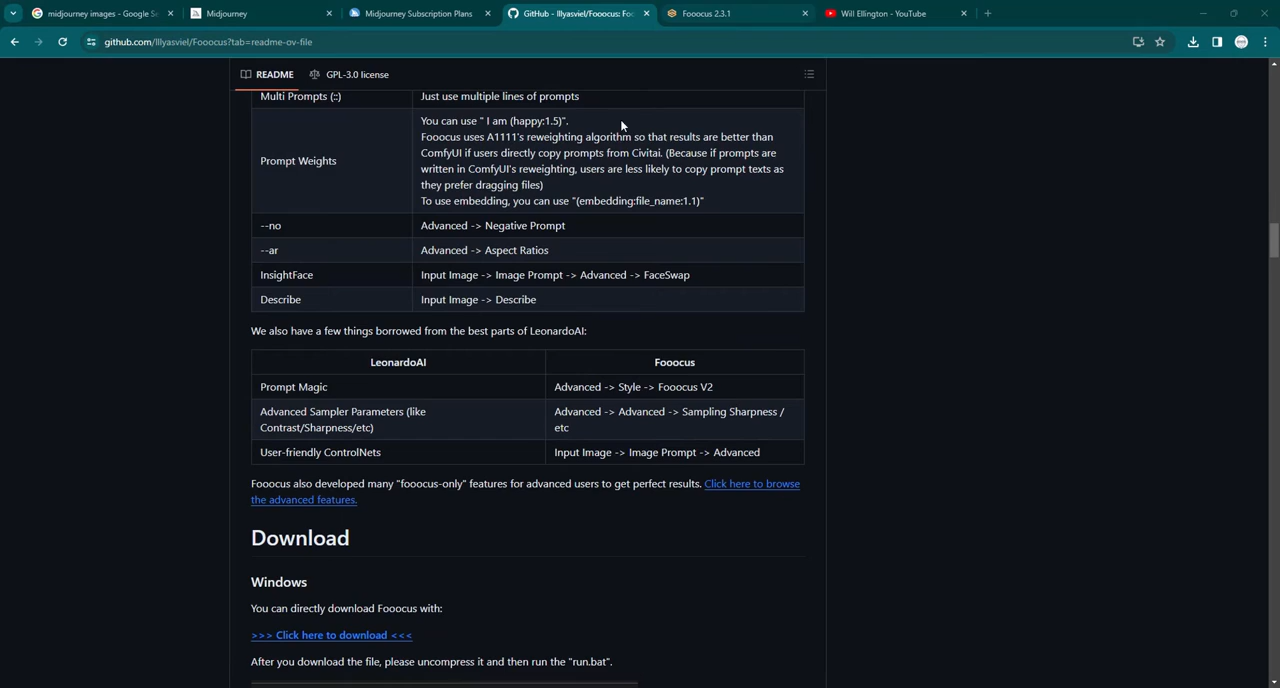 midjourney images - Google Se
Midjourney
Midjourney Subscription Plans
GitHub - lllyasviel/Fooocus: Foo
Fooocus 2.3.1
Will Ellington - YouTube
github.com/lllyasviel/Fooocus?tab=readme-ov-file
README
GPL-3.0 license
Multi Prompts (::)
Just use multiple lines of prompts
Prompt Weights
You can use " I am (happy:1.5)".
Fooocus uses A1111's reweighting algorithm so that results are better than
ComfyUI if users directly copy prompts from Civitai. (Because if prompts are
written in ComfyUI's reweighting, users are less likely to copy prompt texts as
they prefer dragging files)
To use embedding, you can use "(embedding:file_name:1.1)"
--no
Advanced -> Negative Prompt
--ar
Advanced -> Aspect Ratios
InsightFace
Input Image -> Image Prompt -> Advanced -> FaceSwap
Describe
Input Image -> Describe
We also have a few things borrowed from the best parts of LeonardoAI:
LeonardoAI
Fooocus
Prompt Magic
Advanced -> Style -> Fooocus V2
Advanced Sampler Parameters (like
Contrast/Sharpness/etc)
Advanced -> Advanced -> Sampling Sharpness /
etc
User-friendly ControlNets
Input Image -> Image Prompt -> Advanced
Fooocus also developed many "fooocus-only" features for advanced users to get perfect results. Click here to browse
the advanced features.
Download
Windows
You can directly download Fooocus with:
>>> Click here to download <<<
After you download the file, please uncompress it and then run the "run.bat".